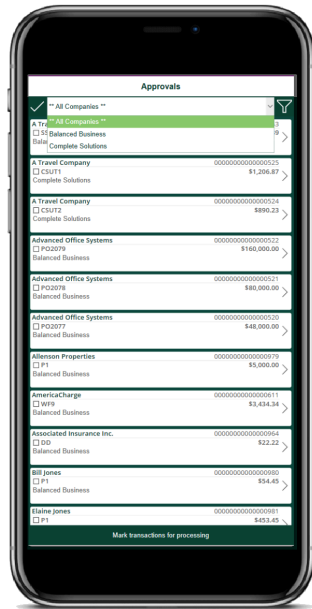 Approvals
** All Companies **
** All Companies **
Balanced Business
Complete Solutions
A Travel Company 00000000000000525
CSUT1 $1,206.87
Complete Solutions
A Travel Company 00000000000000524
CSUT2 $890.23
Complete Solutions
Advanced Office Systems 00000000000000522
PO2079 $160,000.00
Balanced Business
Advanced Office Systems 00000000000000521
PO2078 $80,000.00
Balanced Business
Advanced Office Systems 00000000000000520
PO2077 $48,000.00
Balanced Business
Allenson Properties 00000000000000979
P1 $5,000.00
Balanced Business
AmericaCharge 00000000000000611
WF9 $3,434.34
Balanced Business
Associated Insurance Inc. 00000000000000964
DD $22.22
Balanced Business
Bill Jones 00000000000000980
P1 $54.45
Balanced Business
Elaine Jones 00000000000000981
P1 $453.45
Mark transactions for processing